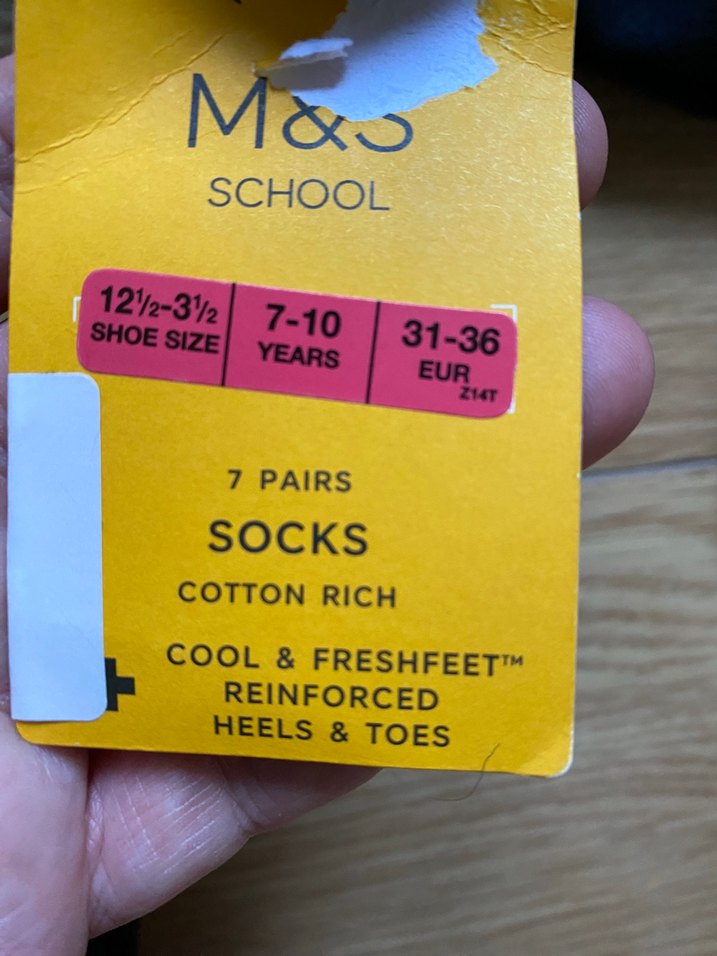 M&S
SCHOOL
12½-3½ 7-10 31-36
SHOE SIZE YEARS EUR
Z14T
7 PAIRS
SOCKS
COTTON RICH
COOL & FRESHFEET™
REINFORCED
HEELS & TOES